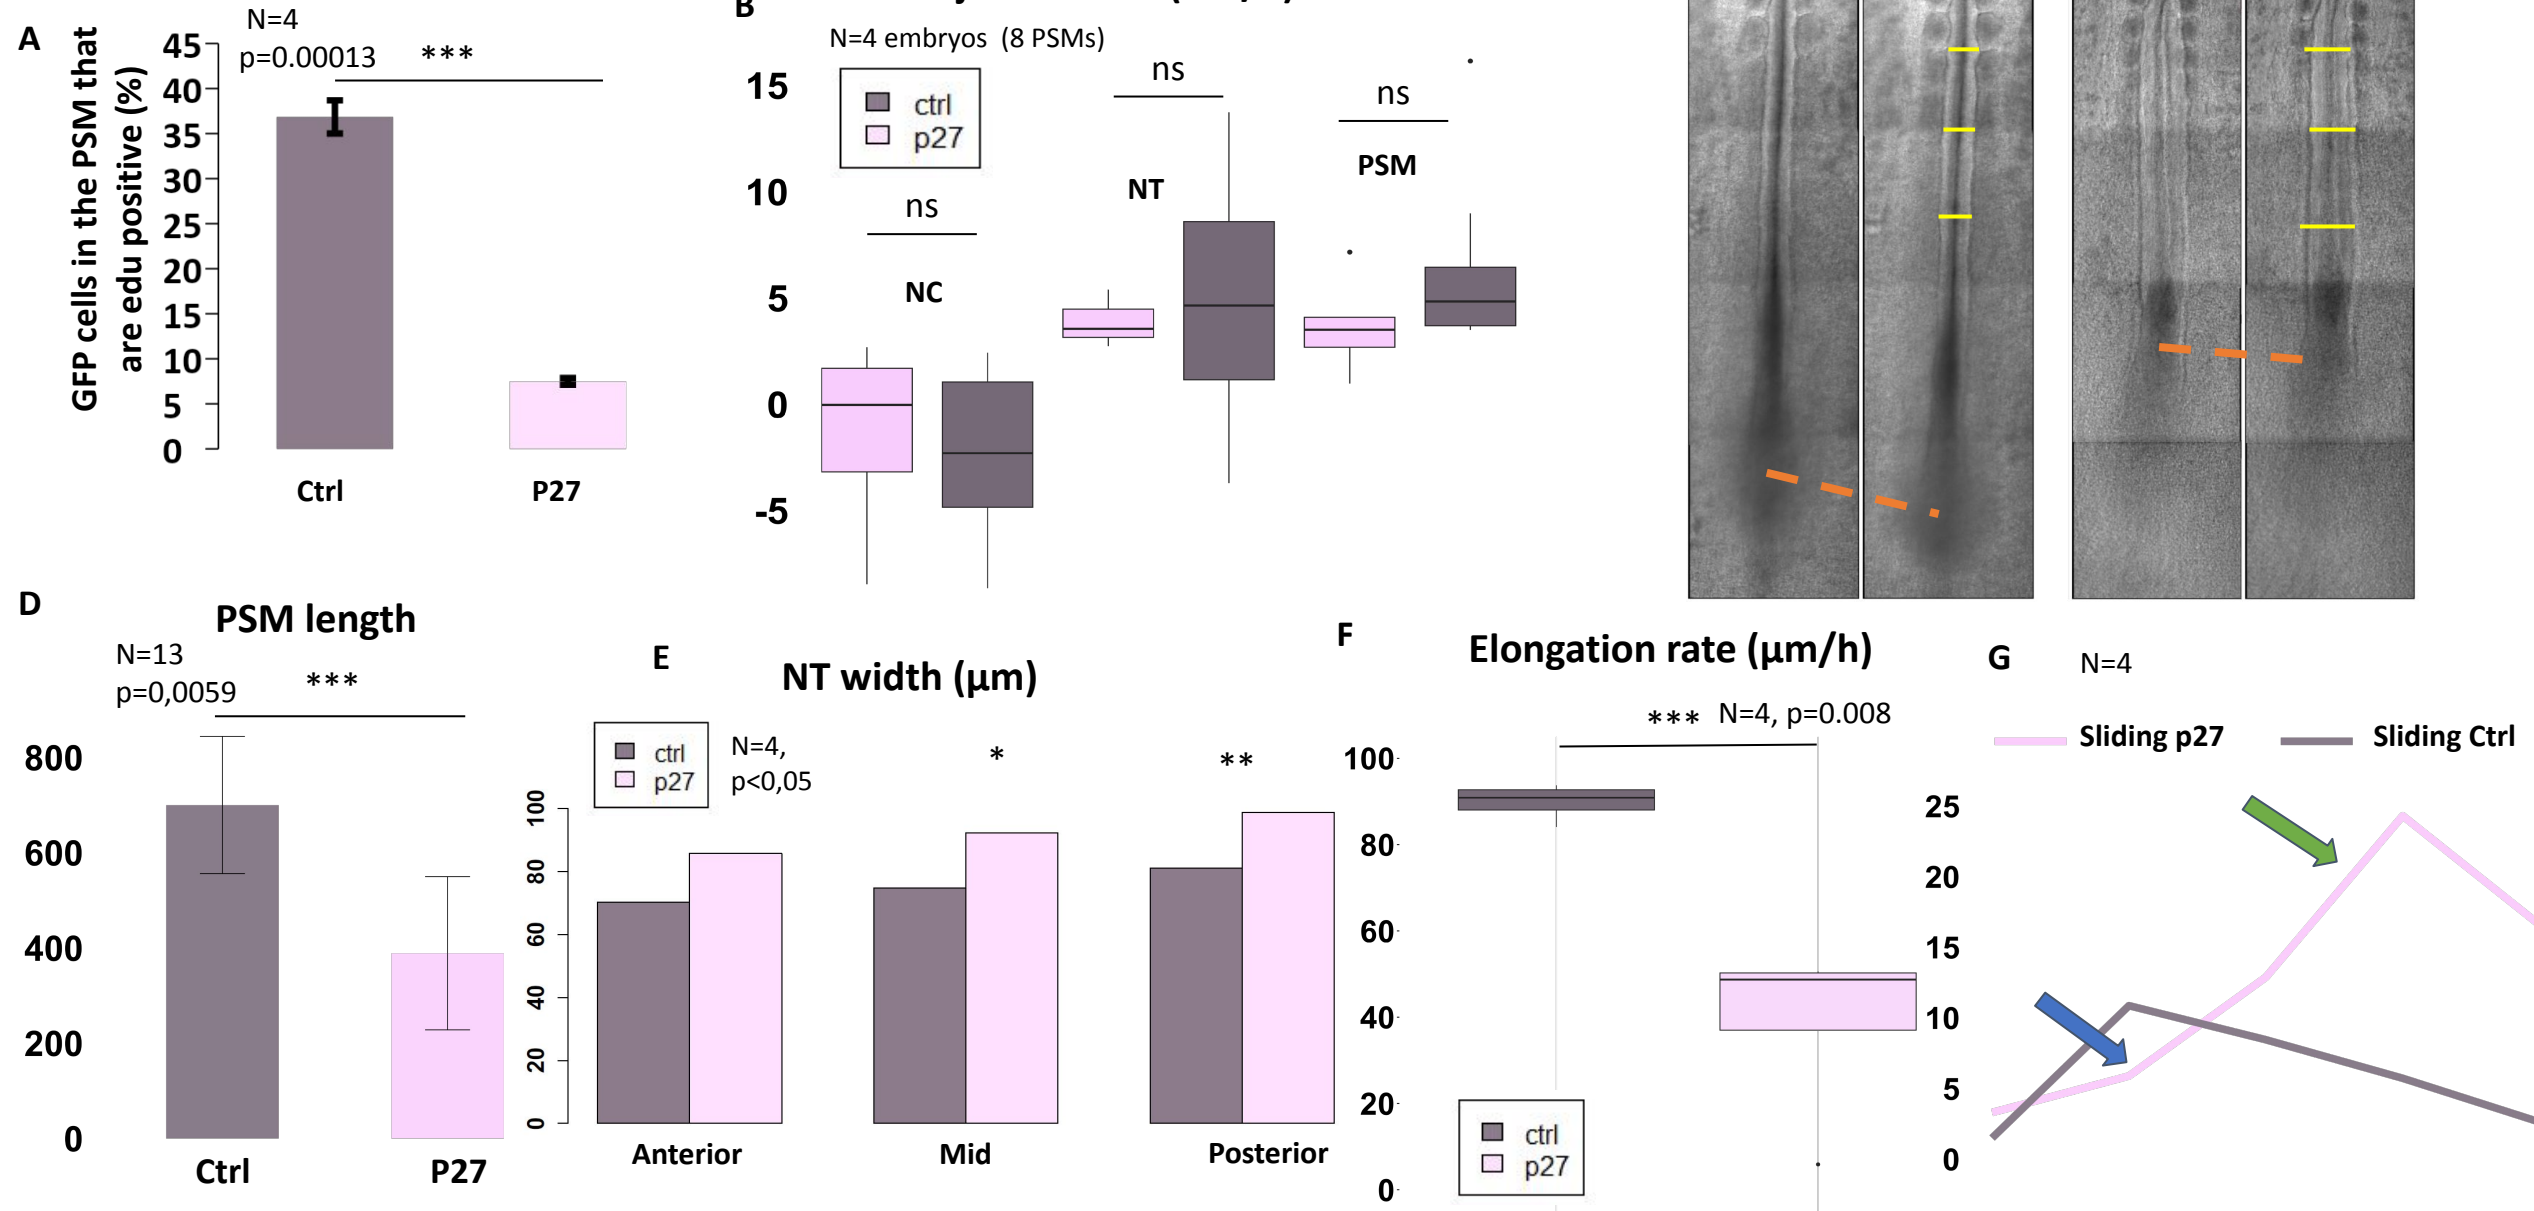 A
N=4
p=0.00013
***
GFP cells in the PSM that
are edu positive (%)
45
40
35
30
25
20
15
10
5
0
Ctrl
P27
B
N=4 embryos (8 PSMs)
ctrl
p27
15
10
5
0
-5
ns
NC
ns
NT
ns
PSM
D
PSM length
N=13
p=0,0059
***
800
600
400
200
0
Ctrl
P27
E
NT width (µm)
ctrl
p27
N=4,
p<0,05
*
**
100
80
60
40
20
0
Anterior
Mid
Posterior
F
Elongation rate (µm/h)
*** N=4, p=0.008
100
80
60
40
20
0
ctrl
p27
G
N=4
Sliding p27
Sliding Ctrl
25
20
15
10
5
0